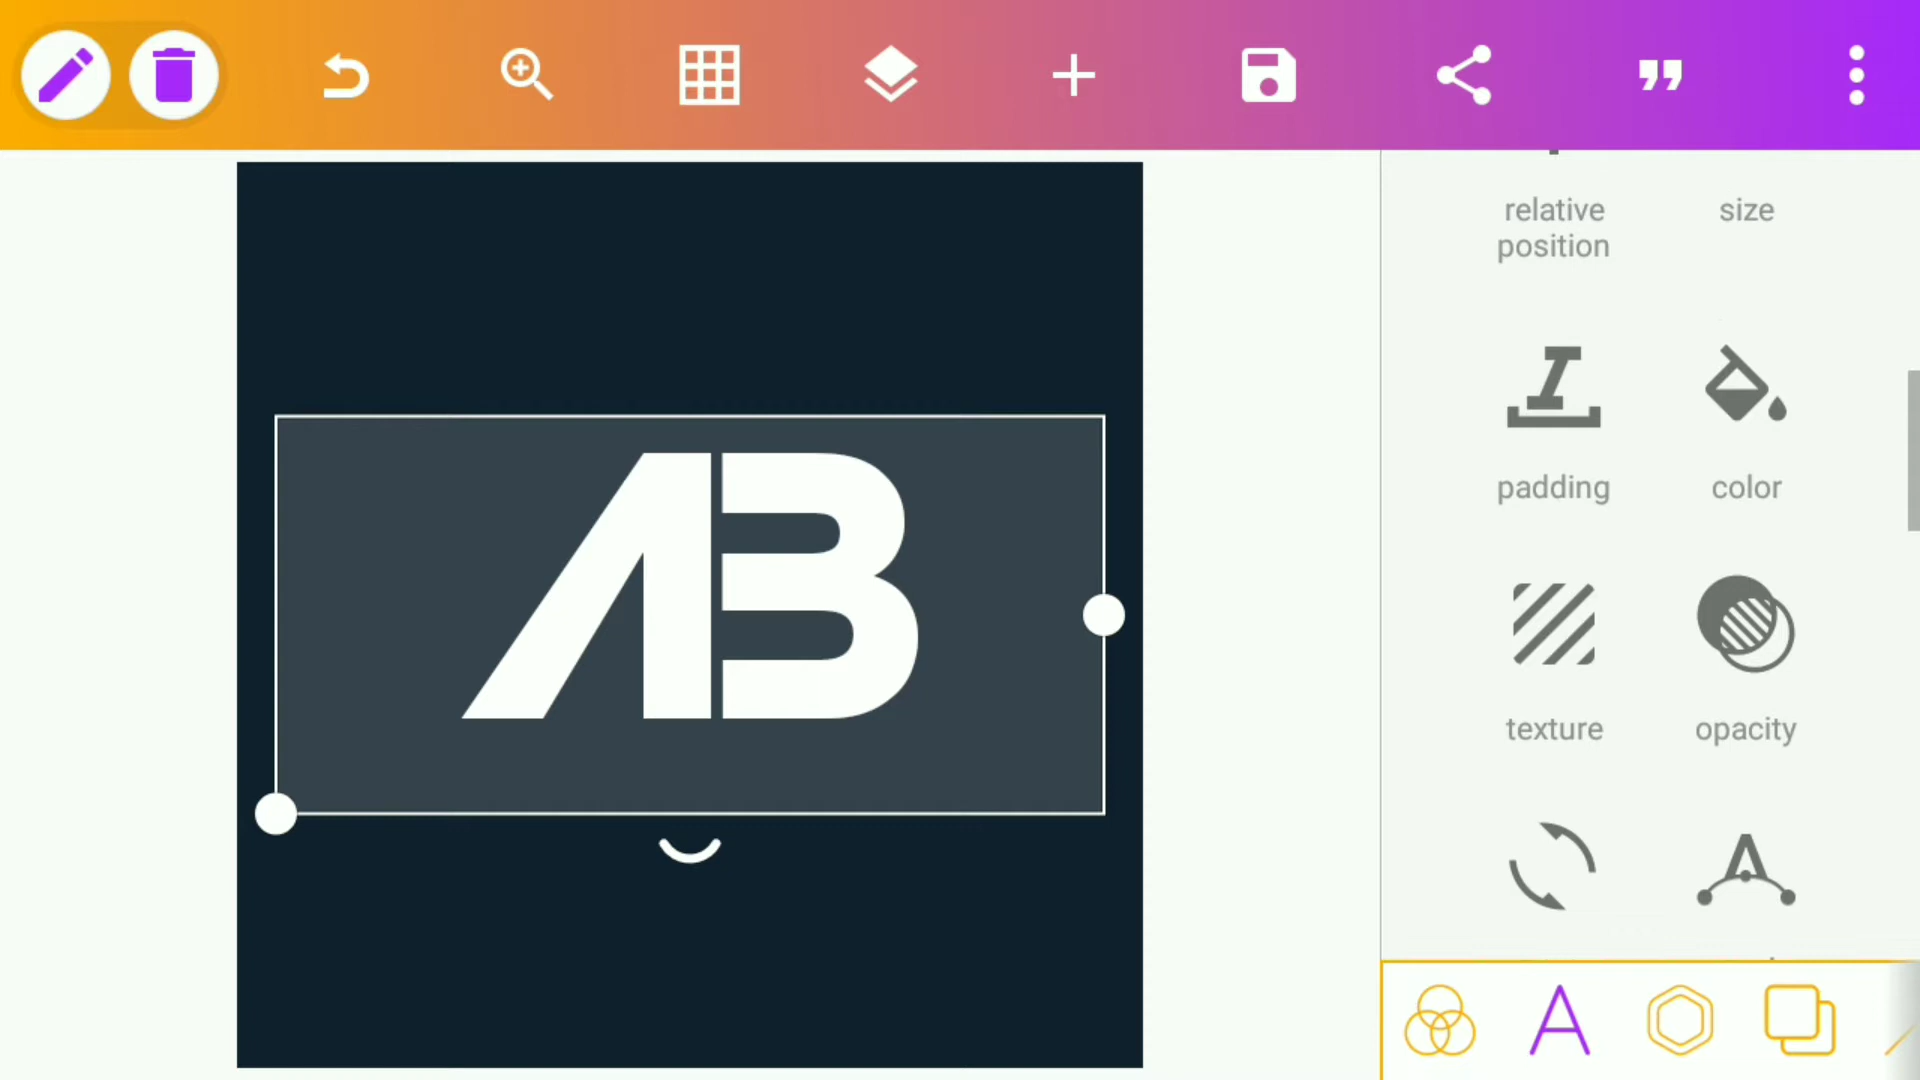 relative
position
size
AB
padding
color
texture
opacity